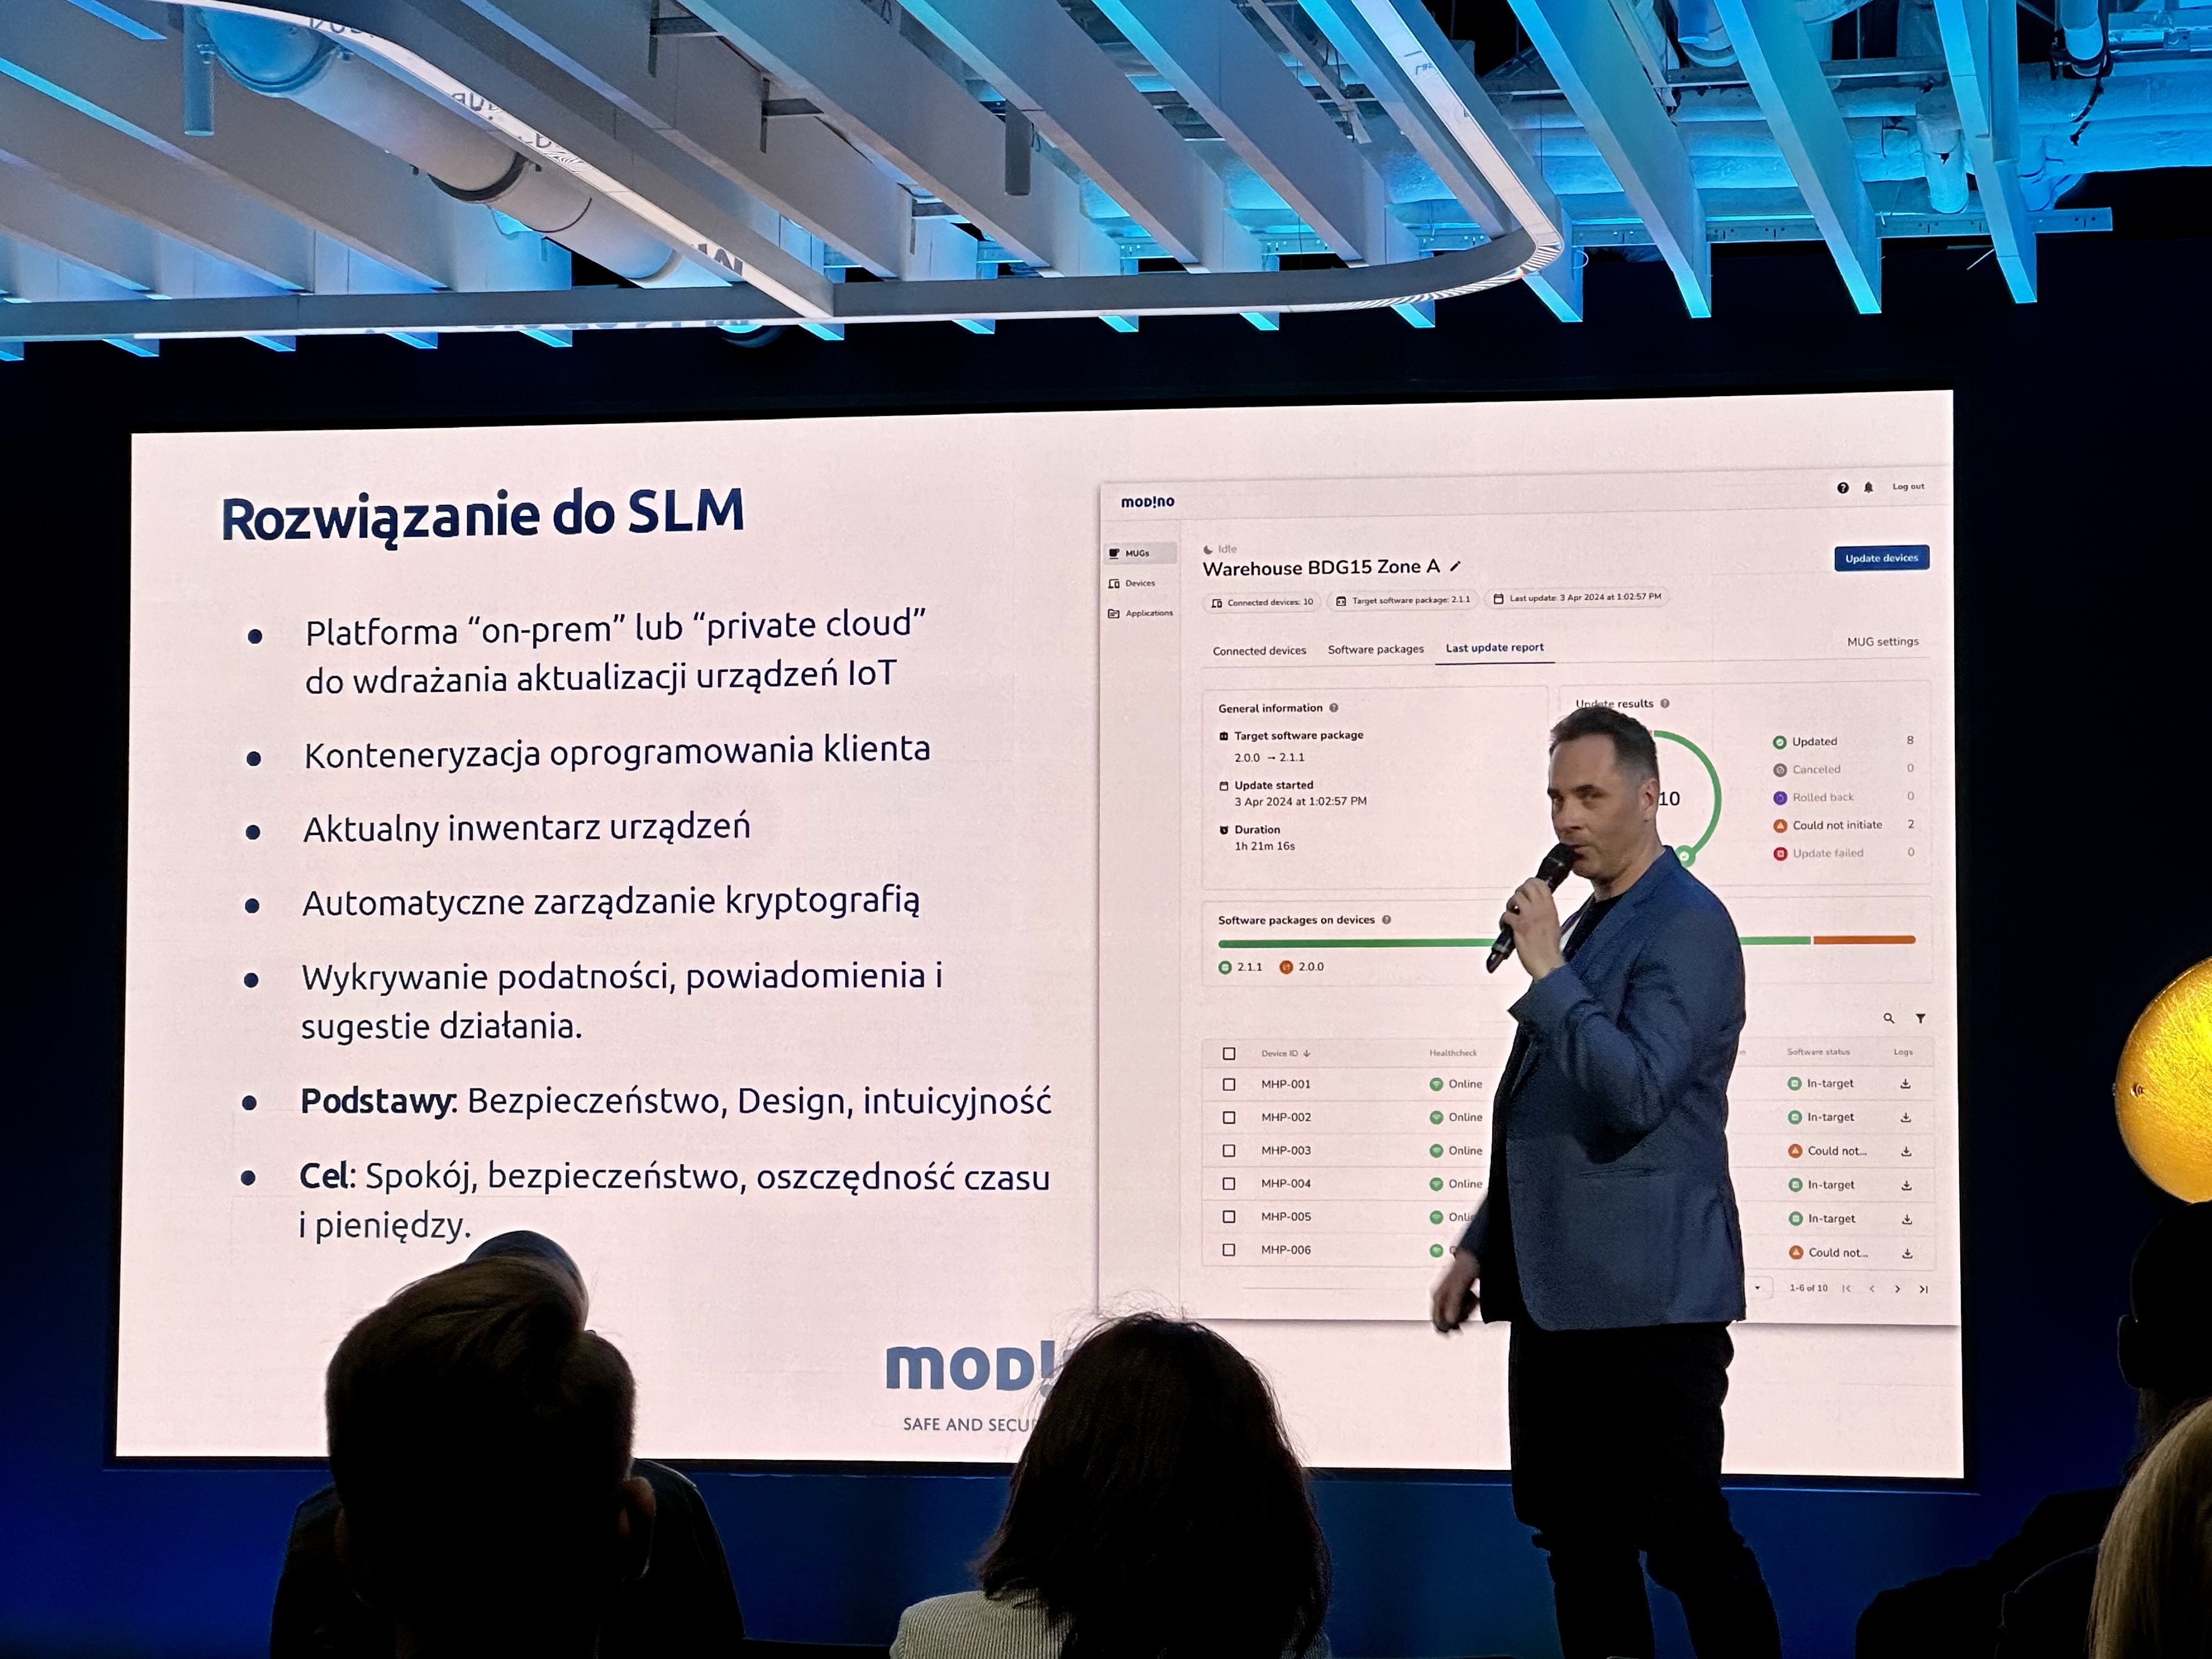 Rozwiązanie do SLM
Platforma “on-prem” lub “private cloud”
do wdrażania aktualizacji urządzeń IoT
Konteneryzacja oprogramowania klienta
Aktualny inwentarz urządzeń
Automatyczne zarządzanie kryptografią
Wykrywanie podatności, powiadomienia i
sugestie działania.
Podstawy: Bezpieczeństwo, Design, intuicyjność
Cel: Spokój, bezpieczeństwo, oszczędność czasu
i pieniędzy.
SAFE AND
MOD!NO
Log out
MUGs
Devices
Applications
Idle
Warehouse BDG15 Zone A
Update devices
Connected devices: 10
Target software package: 2.1.1
Last update: 3 Apr 2024 at 1:02:57 PM
Connected devices
Software packages
Last update report
MUG settings
General information
Target software package
2.0.0 → 2.1.1
Update started
3 Apr 2024 at 1:02:57 PM
Duration
1h 21m 16s
Update results
10
Updated 8
Canceled 0
Rolled back 0
Could not initiate 2
Update failed 0
Software packages on devices
2.1.1
2.0.0
Device ID Healthcheck Software status Logs
MHP-001 Online In-target
MHP-002 Online In-target
MHP-003 Online Could not...
MHP-004 Online In-target
MHP-005 In-target
MHP-006 Could not...
1-6 of 10